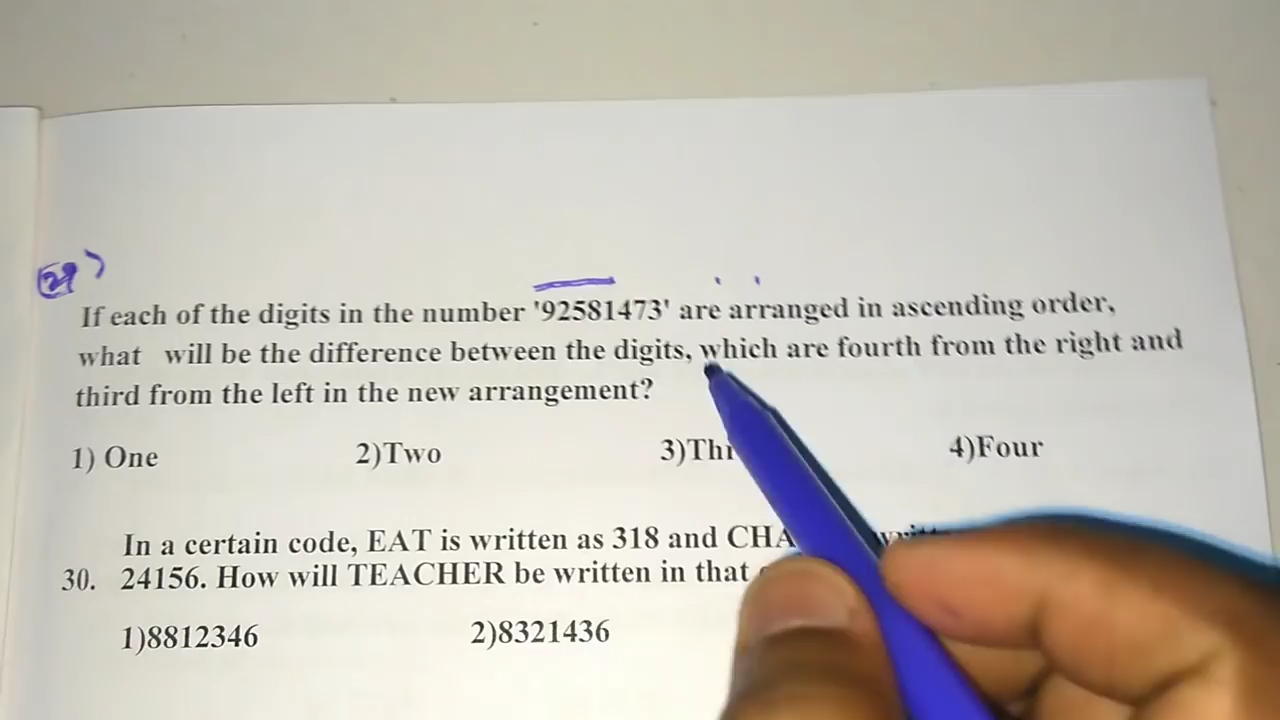 29)
If each of the digits in the number '92581473' are arranged in ascending order,
what will be the difference between the digits, which are fourth from the right and
third from the left in the new arrangement?
1) One 2)Two 3) 4)Four
In a certain code, EAT is written as 318 and
30. 24156. How will TEACHER be written in that
1)8812346 2)8321436